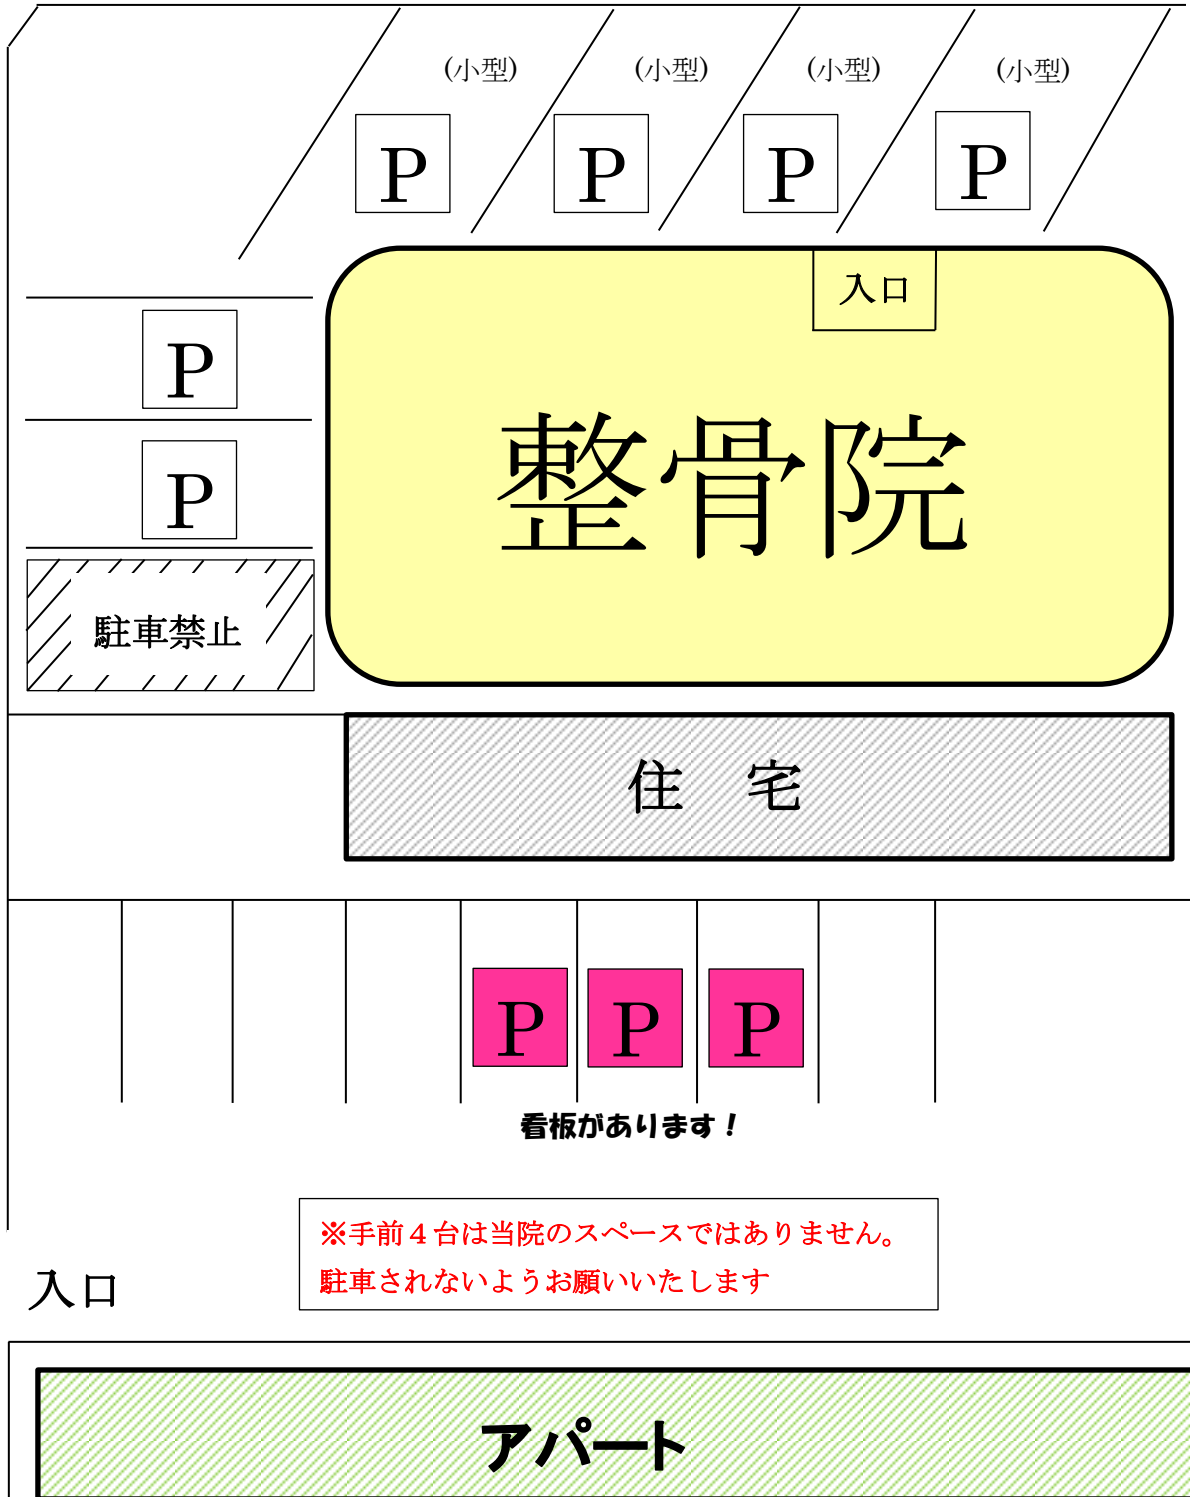 (小型)
(小型)
(小型)
(小型)
P
P
P
P
入口
P
P
整骨院
駐車禁止
住 宅
P
P
P
看板があります！
※手前４台は当院のスペースではありません。
駐車されないようお願いいたします
入口
アパート